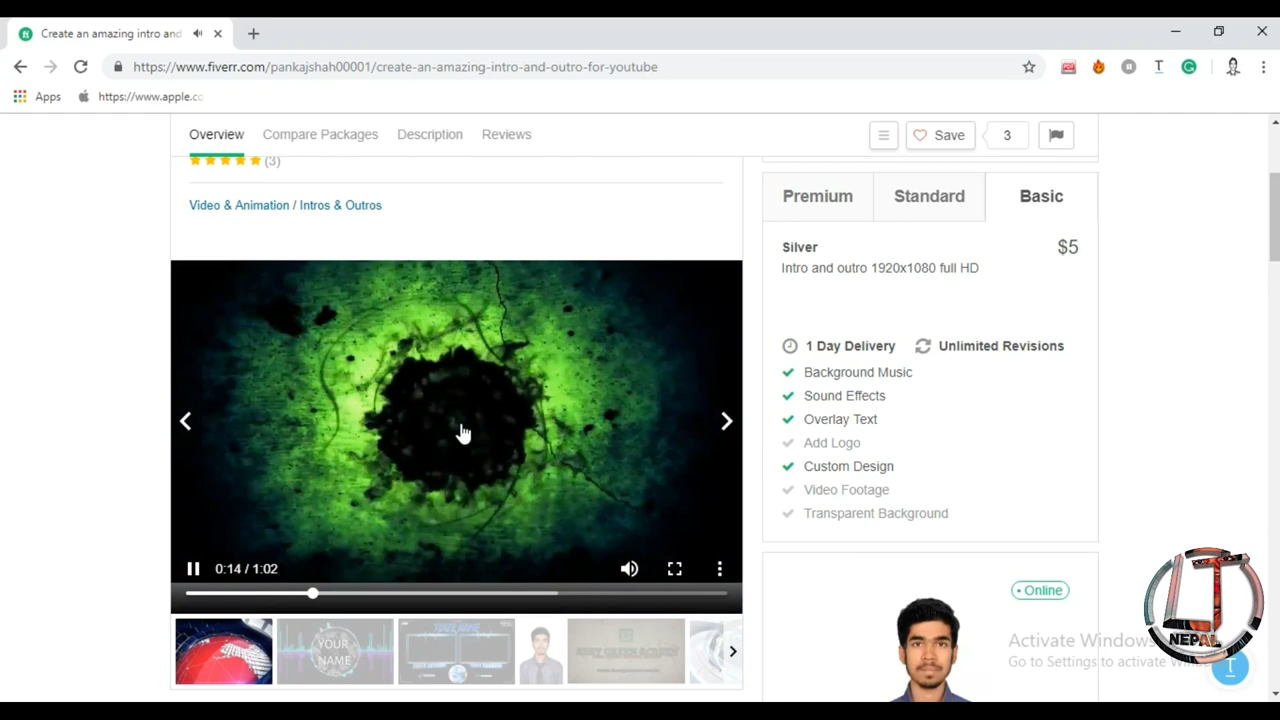 Create an amazing intro and
https://www.fiverr.com/pankajshah00001/create-an-amazing-intro-and-outro-for-youtube
Apps
https://www.apple.co
Overview
Compare Packages
Description
Reviews
Save
3
(3)
Video & Animation / Intros & Outros
Premium
Standard
Basic
Silver
$5
Intro and outro 1920x1080 full HD
1 Day Delivery
Unlimited Revisions
Background Music
Sound Effects
Overlay Text
Add Logo
Custom Design
Video Footage
Transparent Background
0:14 / 1:02
YOUR
NAME
• Online
Activate Window
Go to Settings to activate
LT
NEPAL